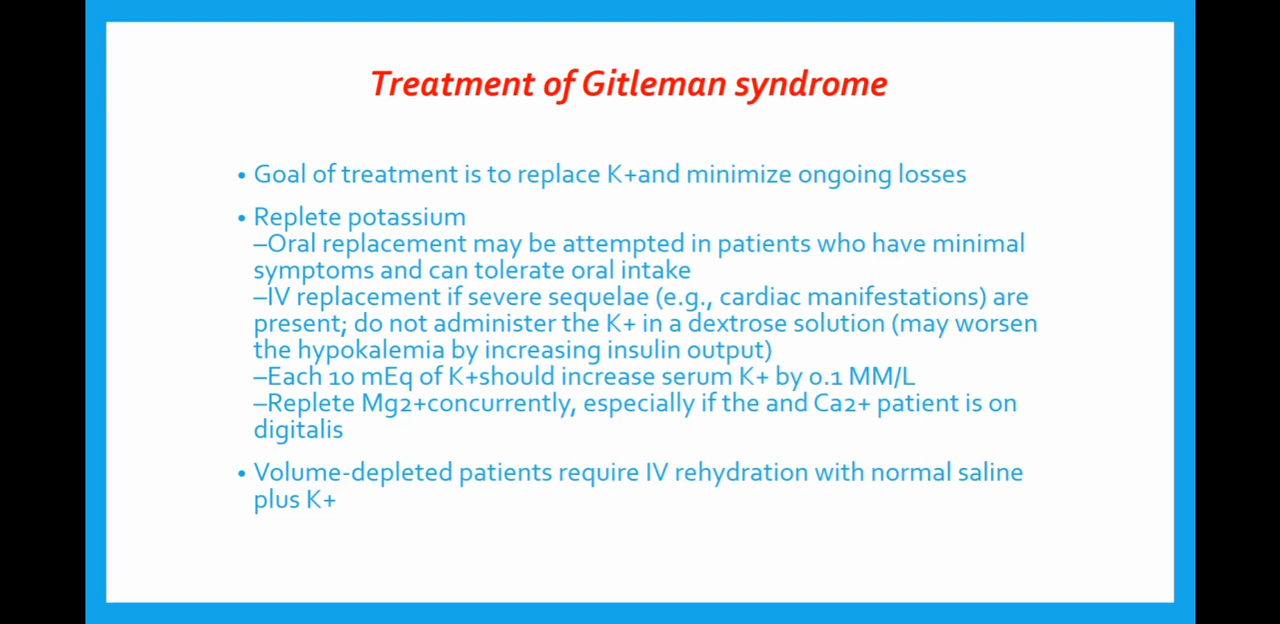 Treatment of Gitleman syndrome
• Goal of treatment is to replace K+and minimize ongoing losses
• Replete potassium
–Oral replacement may be attempted in patients who have minimal
symptoms and can tolerate oral intake
–IV replacement if severe sequelae (e.g., cardiac manifestations) are
present; do not administer the K+ in a dextrose solution (may worsen
the hypokalemia by increasing insulin output)
–Each 10 mEq of K+should increase serum K+ by 0.1 MM/L
–Replete Mg2+concurrently, especially if the and Ca2+ patient is on
digitalis
• Volume-depleted patients require IV rehydration with normal saline
plus K+